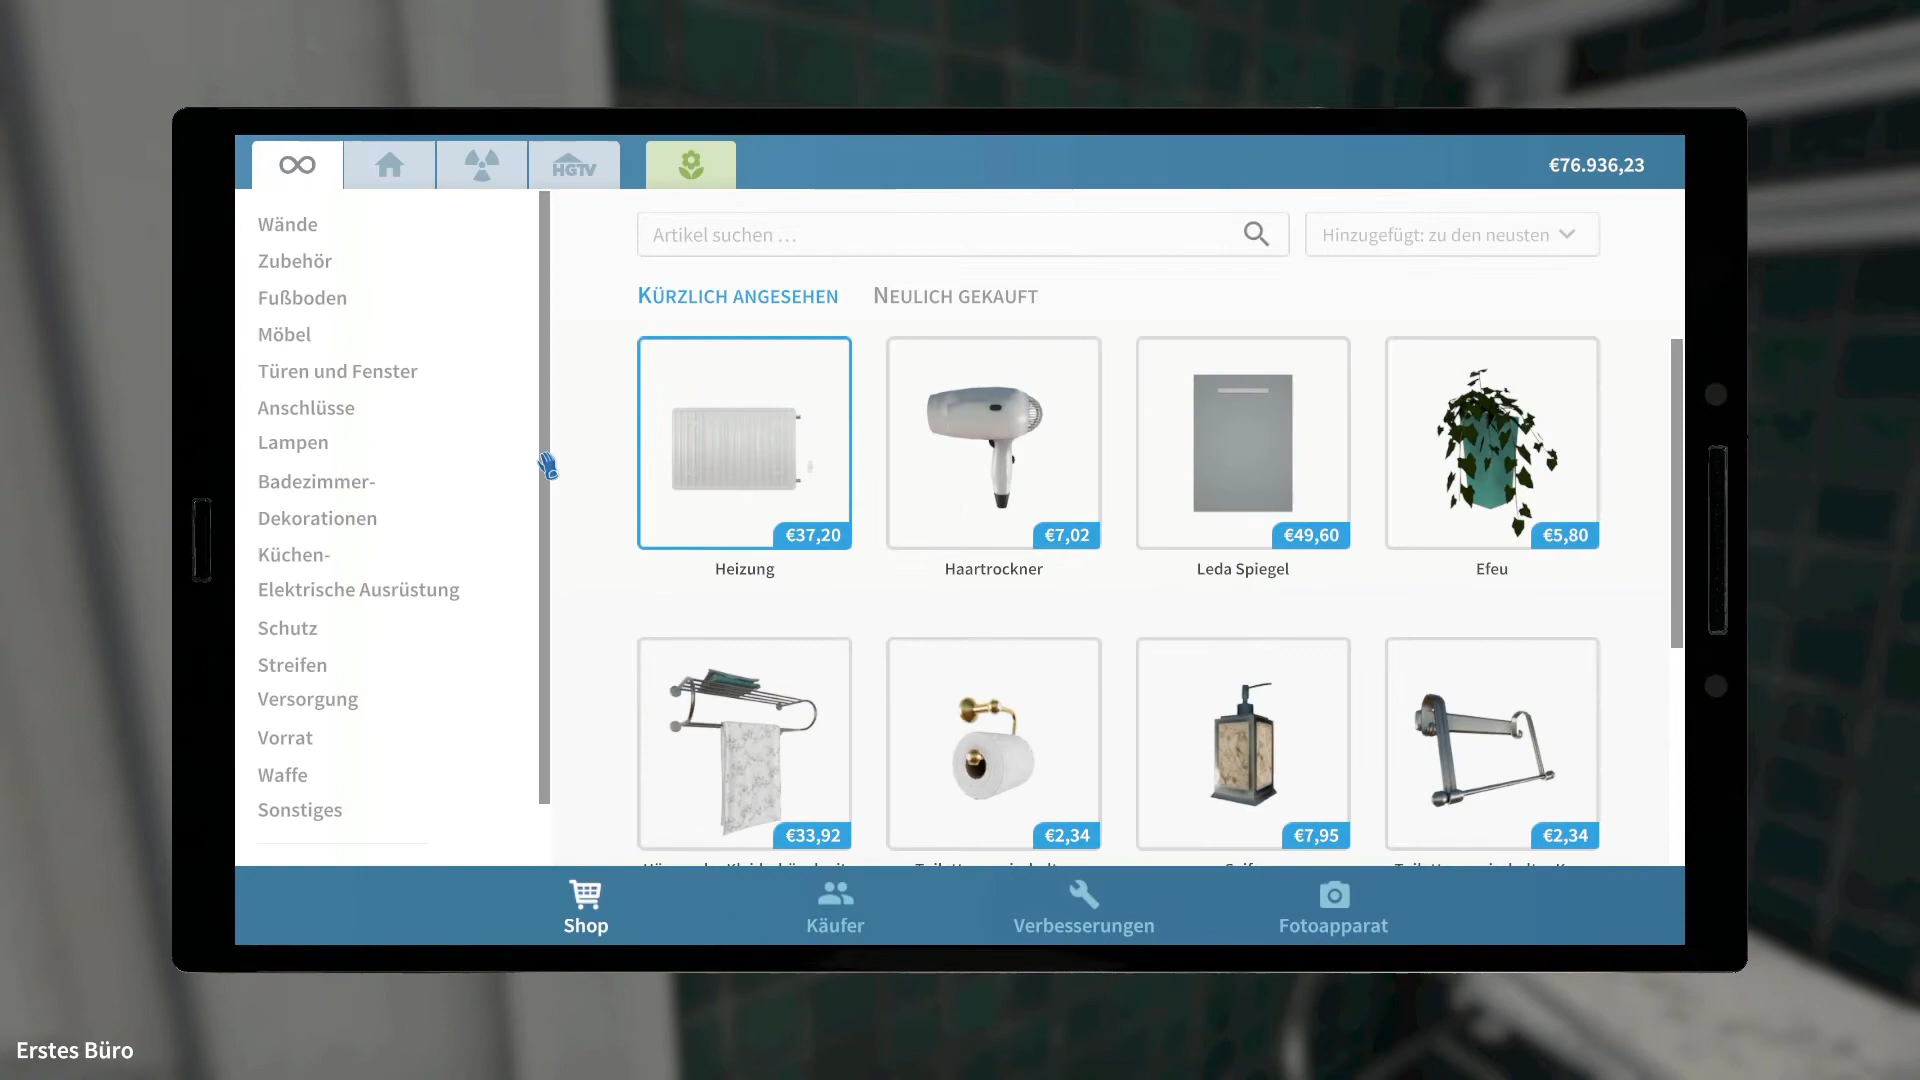 HGTV
€76.936,23
Artikel suchen ...
Hinzugefügt: zu den neusten
KÜRZLICH ANGESEHEN
NEULICH GEKAUFT
Wände
Zubehör
Fußboden
Möbel
Türen und Fenster
Anschlüsse
Lampen
Badezimmer-
Dekorationen
Küchen-
Elektrische Ausrüstung
Schutz
Streifen
Versorgung
Vorrat
Waffe
Sonstiges
€37,20
€7,02
€49,60
€5,80
Heizung
Haartrockner
Leda Spiegel
Efeu
€33,92
€2,34
€7,95
€2,34
Shop
Käufer
Verbesserungen
Fotoapparat
Erstes Büro